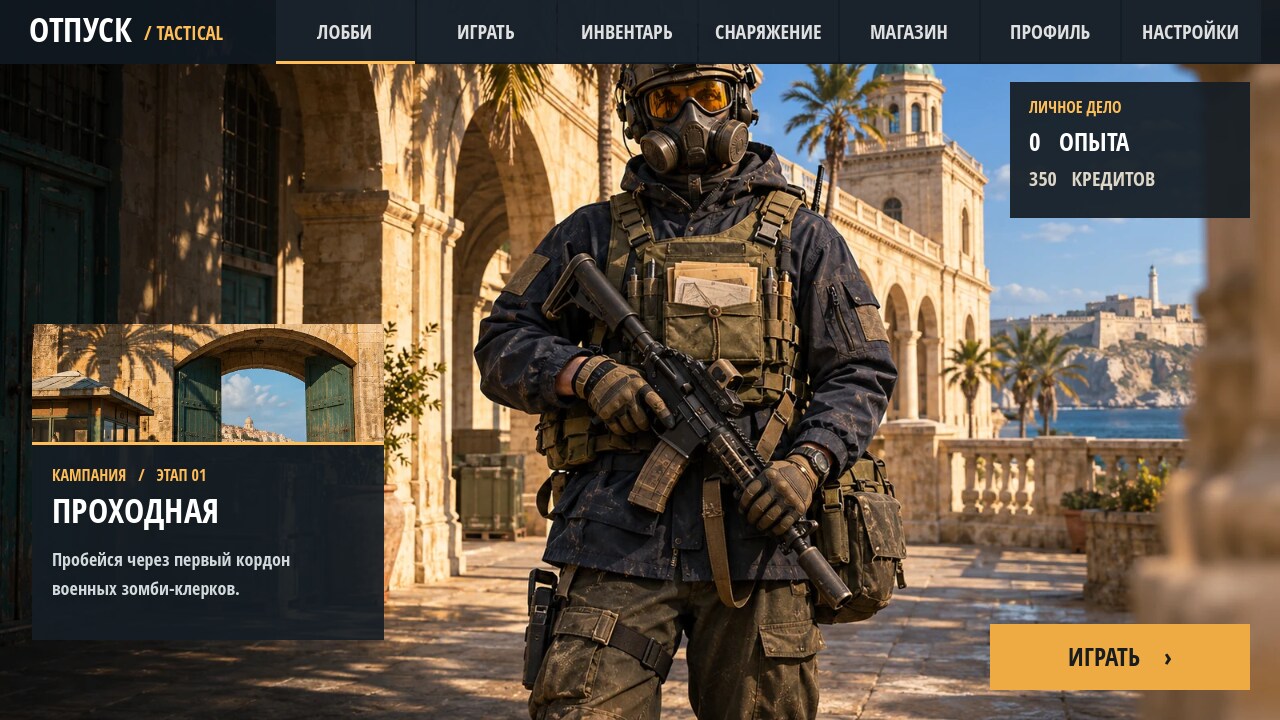 ОТПУСК / TACTICAL
ЛОББИ ИГРАТЬ ИНВЕНТАРЬ СНАРЯЖЕНИЕ МАГАЗИН ПРОФИЛЬ НАСТРОЙКИ
ЛИЧНОЕ ДЕЛО
0 ОПЫТА
350 КРЕДИТОВ
КАМПАНИЯ / ЭТАП 01
ПРОХОДНАЯ
Пробейся через первый кордон
военных зомби-клерков.
ИГРАТЬ ›